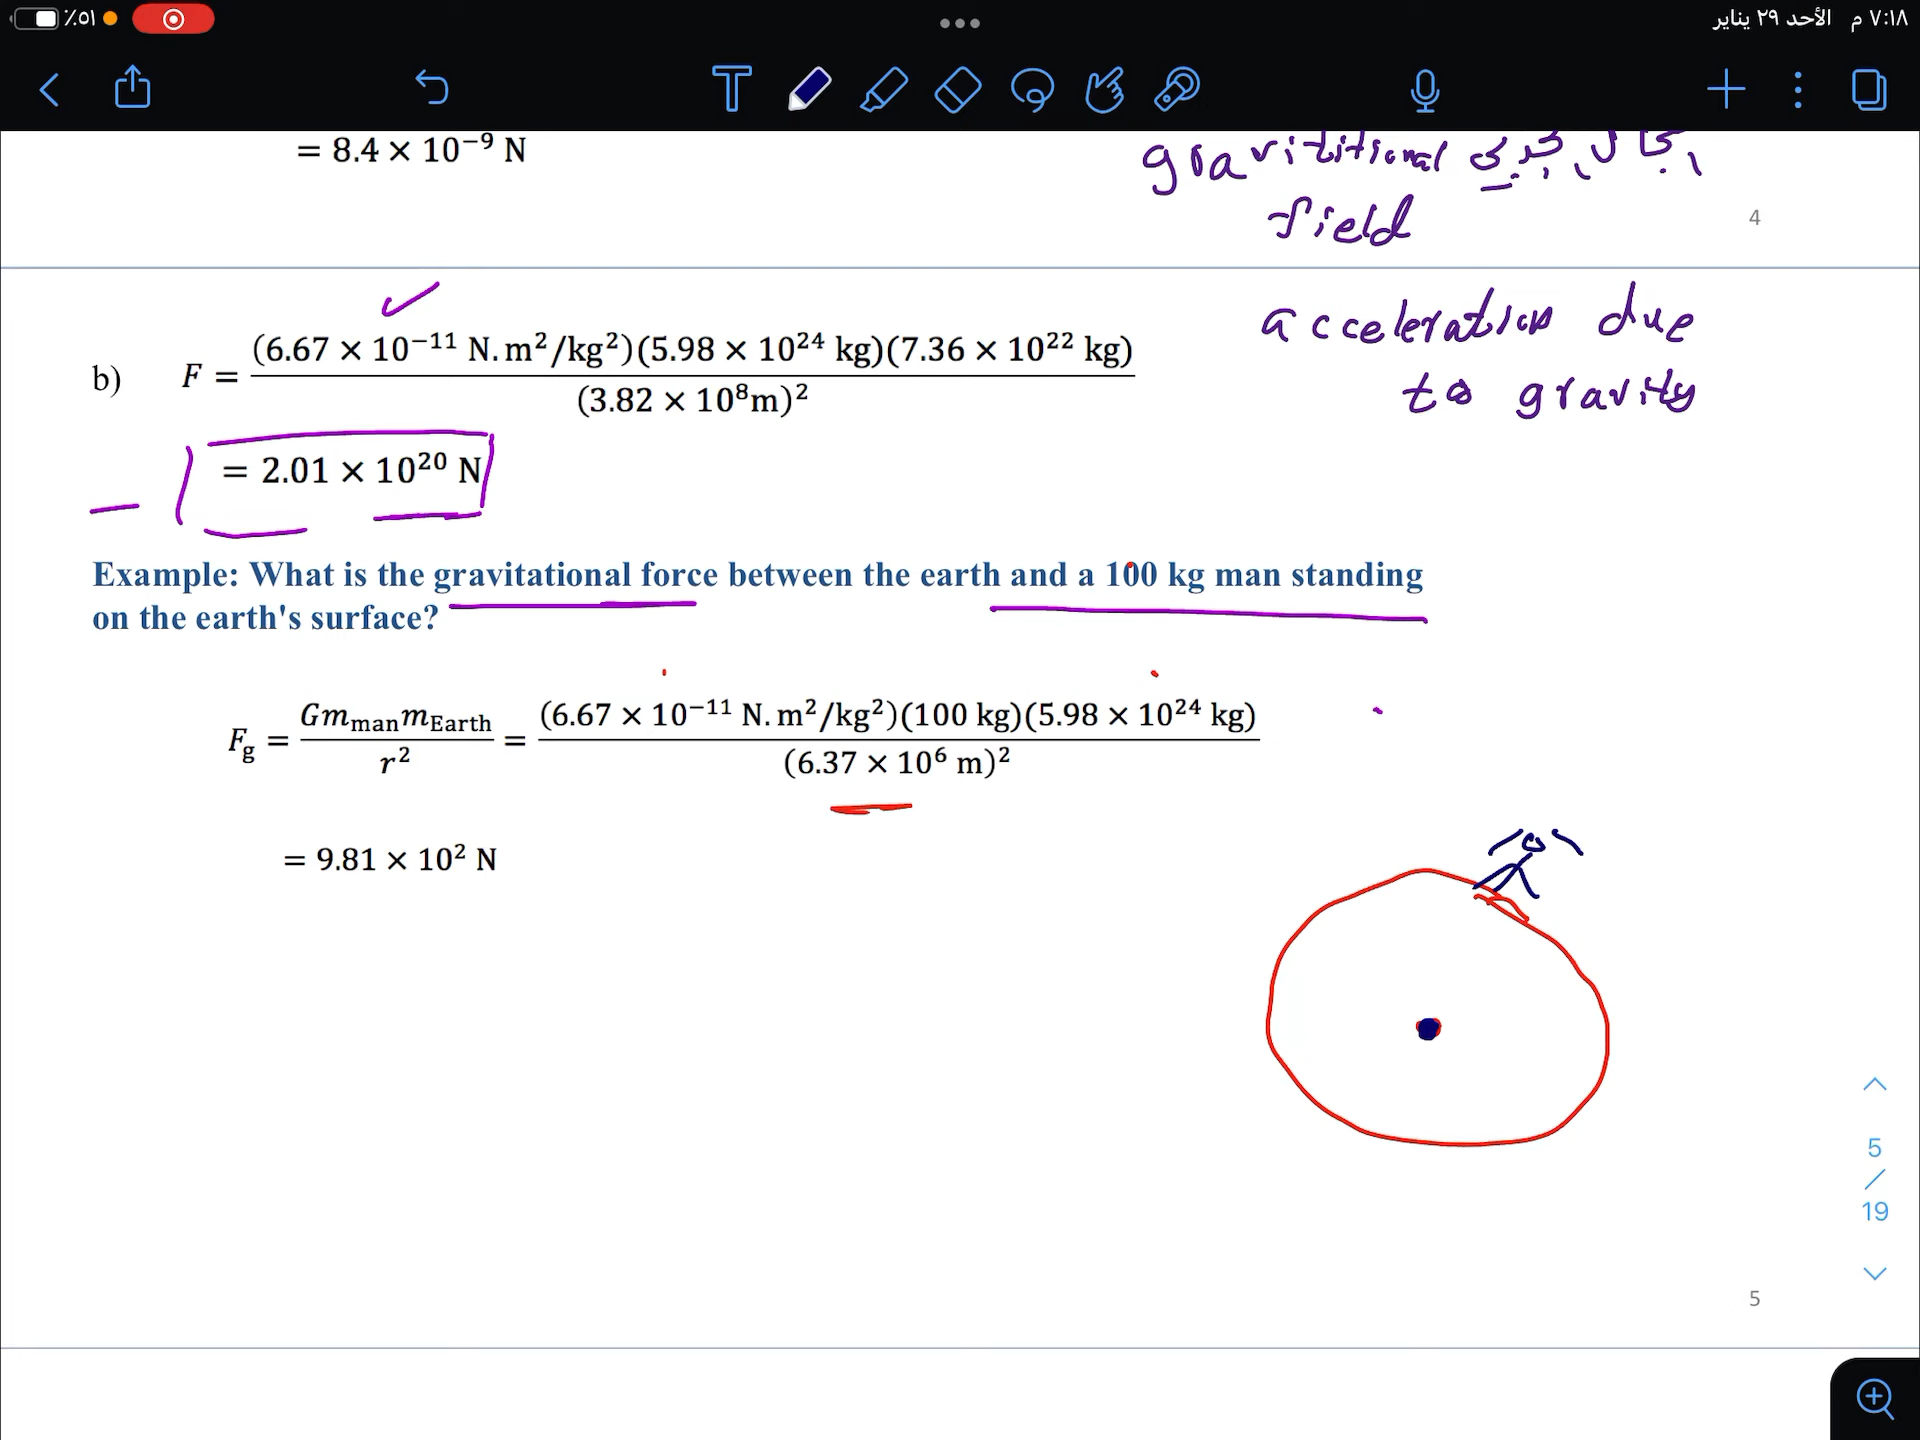 ٪٥١
٧:١٨ م الأحد ٢٩ يناير
= 8.4 × 10⁻⁹ N
gravititional
field
4
acceleration due
to gravity
b) F = (6.67 × 10⁻¹¹ N.m²/kg²)(5.98 × 10²⁴ kg)(7.36 × 10²² kg) / (3.82 × 10⁸m)²
= 2.01 × 10²⁰ N
Example: What is the gravitational force between the earth and a 100 kg man standing
on the earth's surface?
F_g = Gm_man m_Earth / r² = (6.67 × 10⁻¹¹ N.m²/kg²)(100 kg)(5.98 × 10²⁴ kg) / (6.37 × 10⁶ m)²
= 9.81 × 10² N
5
/
19
5